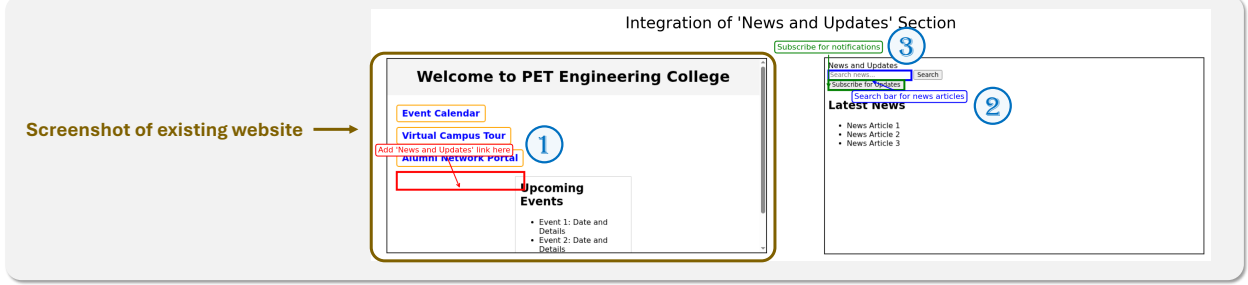 Integration of 'News and Updates' Section
Screenshot of existing website
Welcome to PET Engineering College
Event Calendar
Virtual Campus Tour
Add 'News and Updates' link here
Alumni Network Portal
1
Upcoming
Events
• Event 1: Date and
Details
• Event 2: Date and
Details
Subscribe for notifications
3
News and Updates
Search news...
Search
Subscribe for Updates
Search bar for news articles
2
Latest News
• News Article 1
• News Article 2
• News Article 3